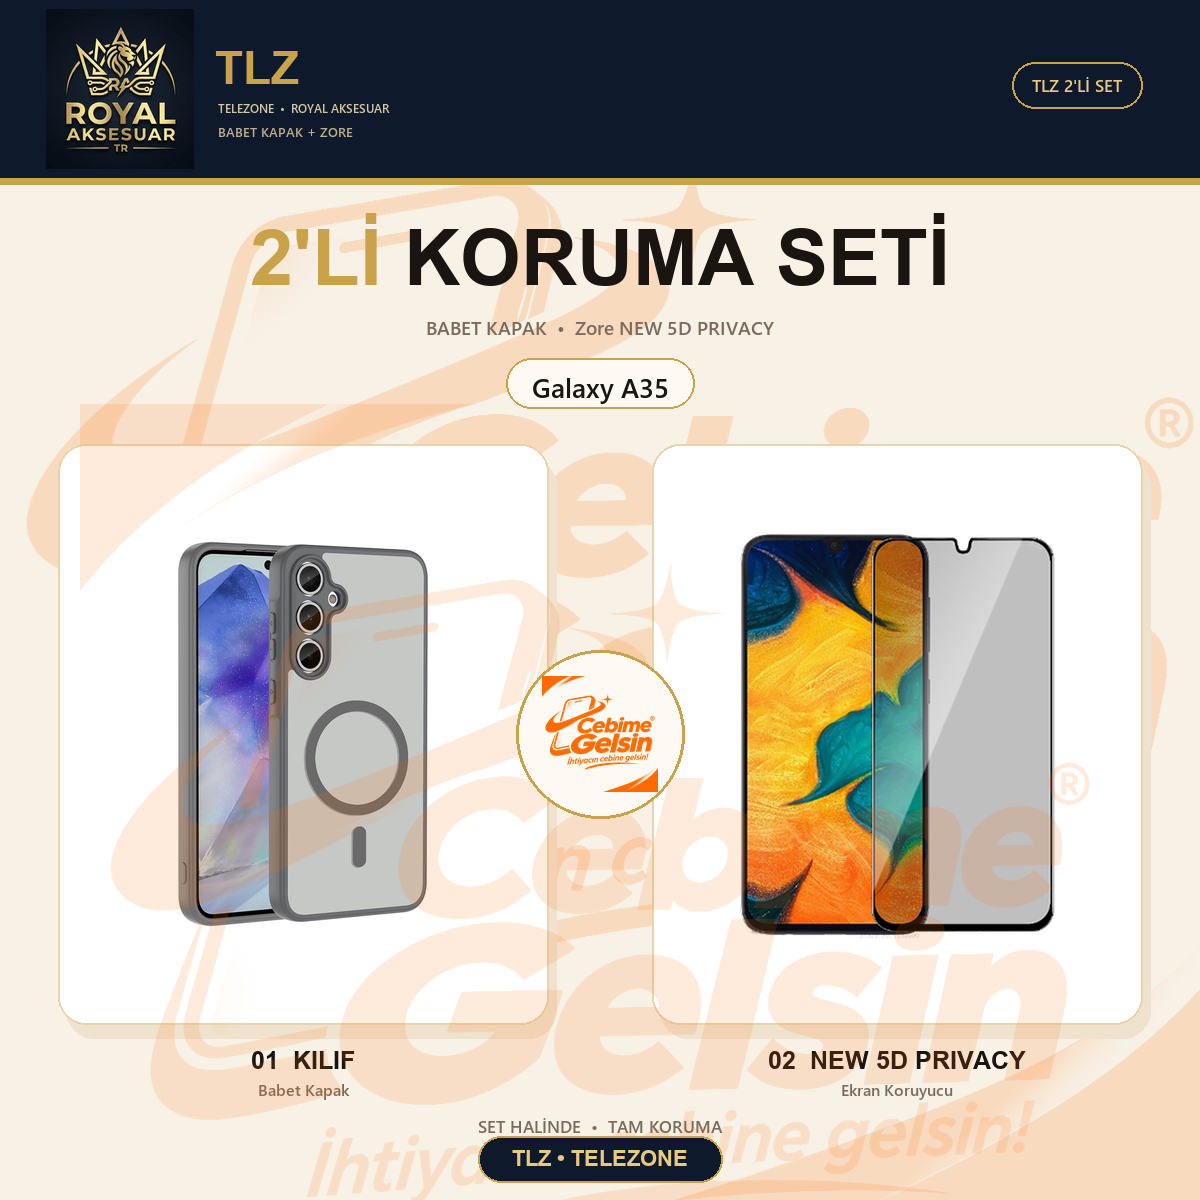 ROYAL
AKSESUAR
TR
TLZ
TELEZONE • ROYAL AKSESUAR
BABET KAPAK + ZORE
TLZ 2'Lİ SET
2'Lİ KORUMA SETİ
BABET KAPAK • Zore NEW 5D PRIVACY
Galaxy A35
Cebime
Gelsin
İhtiyacın cebine gelsin!
01 KILIF
Babet Kapak
02 NEW 5D PRIVACY
Ekran Koruyucu
SET HALİNDE • TAM KORUMA
TLZ • TELEZONE
Cebime
Gelsin